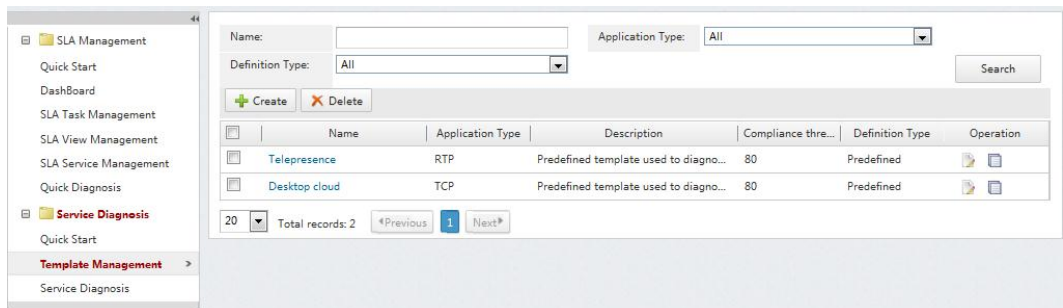 SLA Management
Quick Start
DashBoard
SLA Task Management
SLA View Management
SLA Service Management
Quick Diagnosis
Service Diagnosis
Quick Start
Template Management >
Service Diagnosis
Name: Application Type: All
Definition Type: All
Search
Create Delete
Name Application Type Description Compliance thre... Definition Type Operation
Telepresence RTP Predefined template used to diagno... 80 Predefined
Desktop cloud TCP Predefined template used to diagno... 80 Predefined
20 Total records: 2 Previous 1 Next